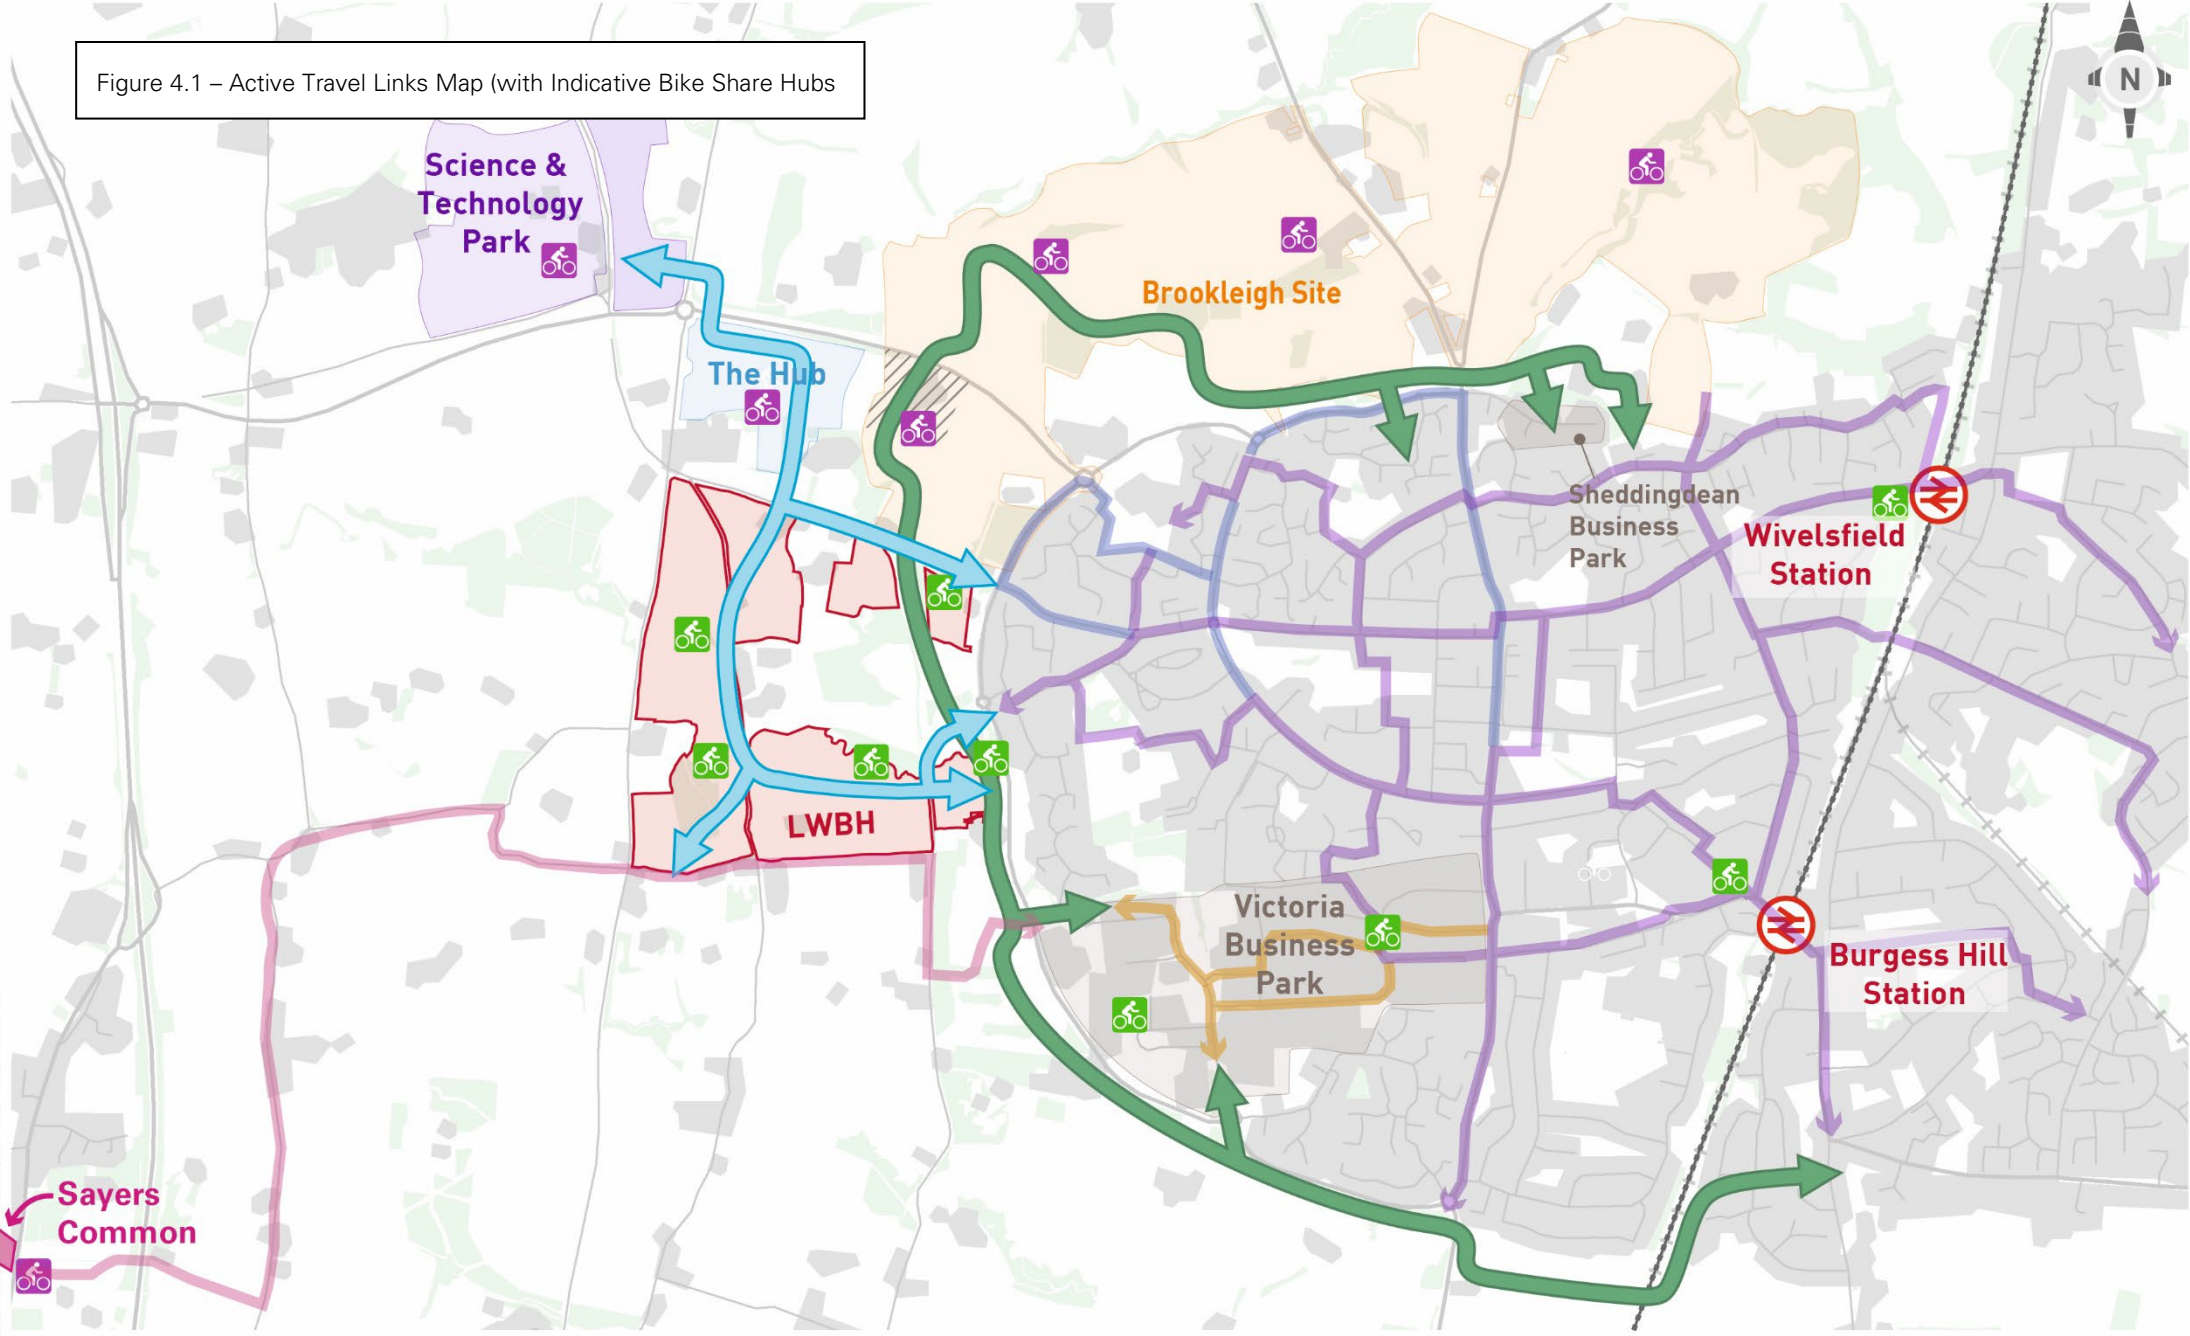 Figure 4.1 – Active Travel Links Map (with Indicative Bike Share Hubs
N
Science &
Technology
Park
Brookleigh Site
The Hub
Sheddingdean
Business
Park
Wivelsfield
Station
LWBH
Victoria
Business
Park
Burgess Hill
Station
Sayers
Common